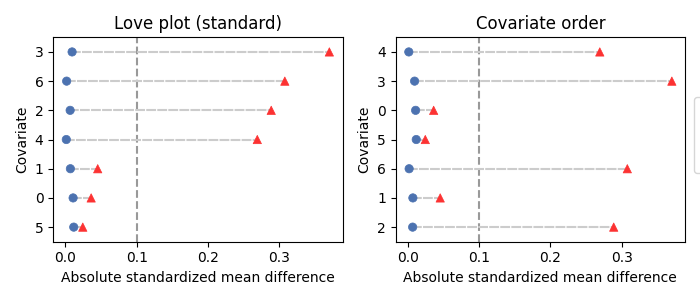 Love plot (standard)
Covariate
3
6
2
4
1
0
5
0.0 0.1 0.2 0.3
Absolute standardized mean difference
Covariate order
Covariate
4
3
0
5
6
1
2
0.0 0.1 0.2 0.3
Absolute standardized mean difference